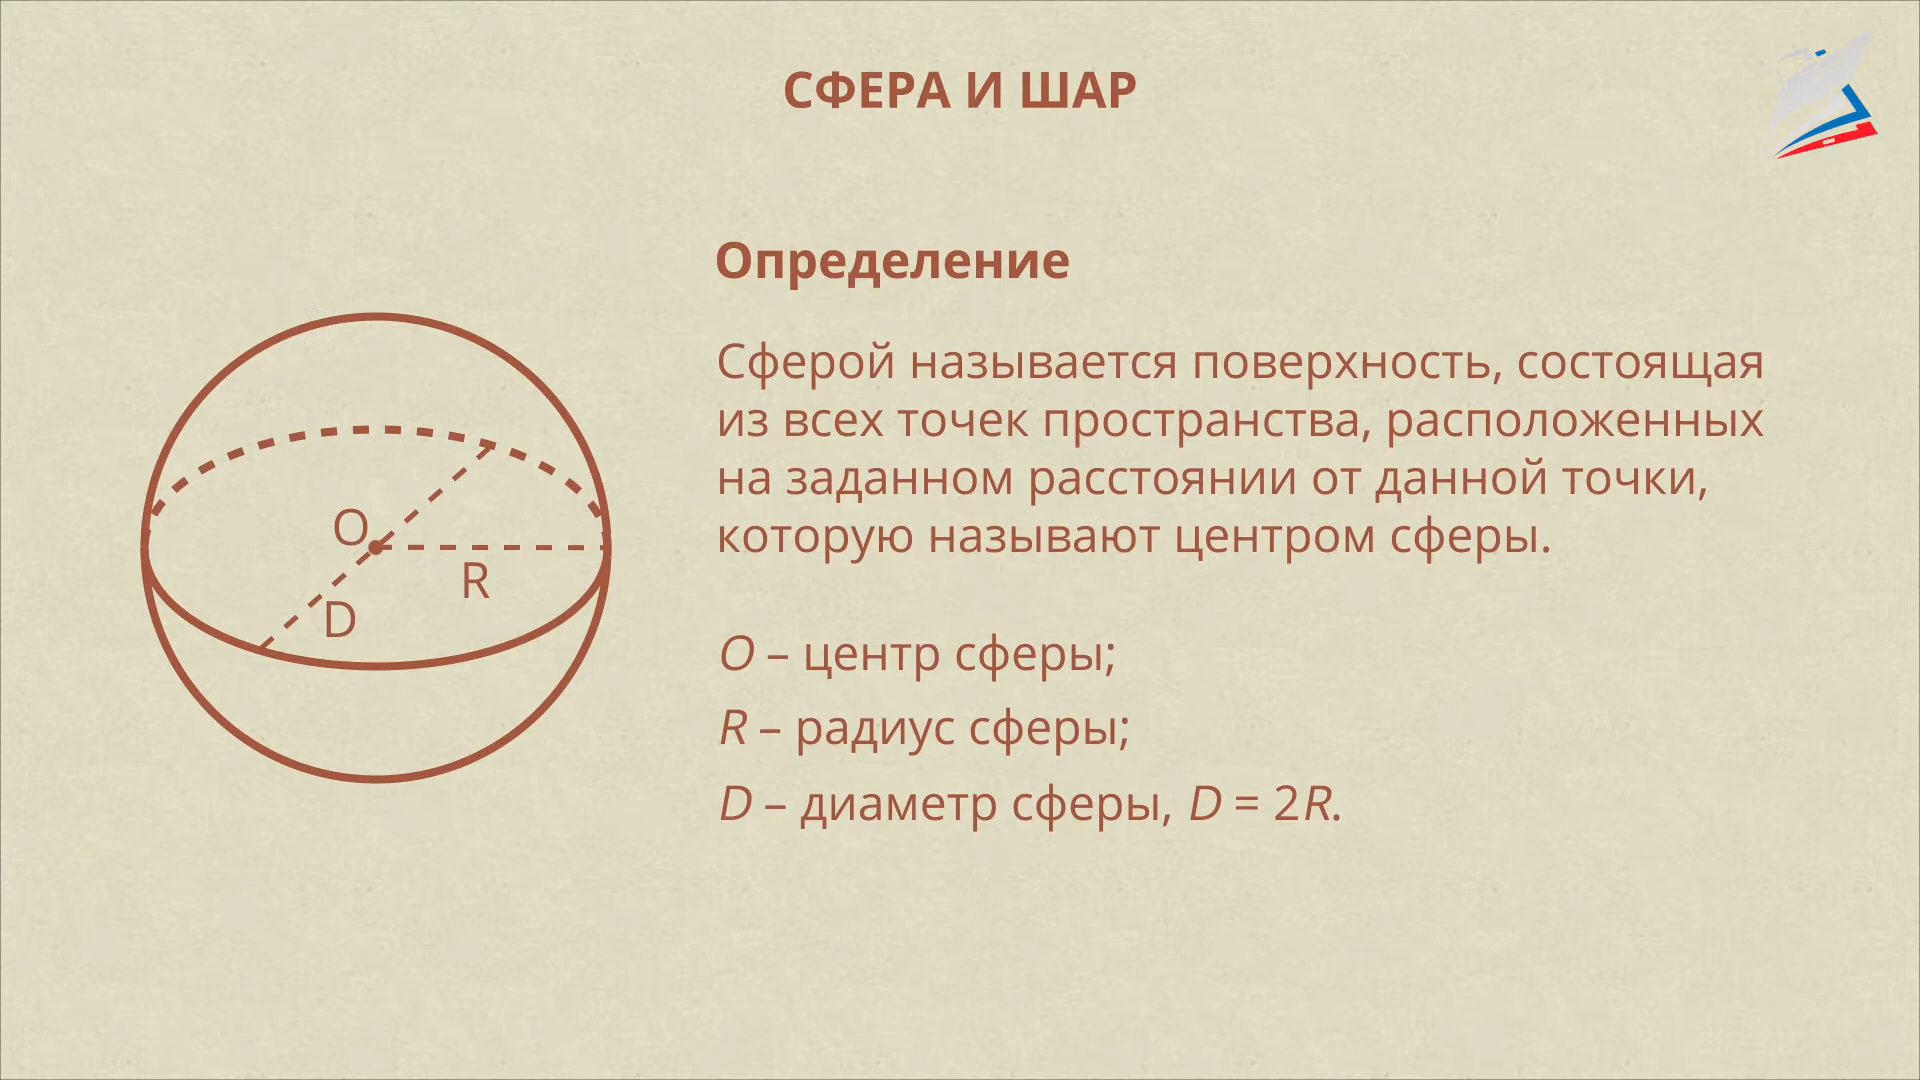 СФЕРА И ШАР
Определение
Сферой называется поверхность, состоящая
из всех точек пространства, расположенных
на заданном расстоянии от данной точки,
которую называют центром сферы.
O
R
D
O – центр сферы;
R – радиус сферы;
D – диаметр сферы, D = 2R.